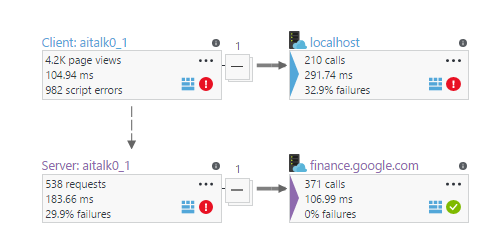 Client: aitalk0_1
4.2K page views
104.94 ms
982 script errors
1
localhost
210 calls
291.74 ms
32.9% failures
Server: aitalk0_1
538 requests
183.66 ms
29.9% failures
1
finance.google.com
371 calls
106.99 ms
0% failures